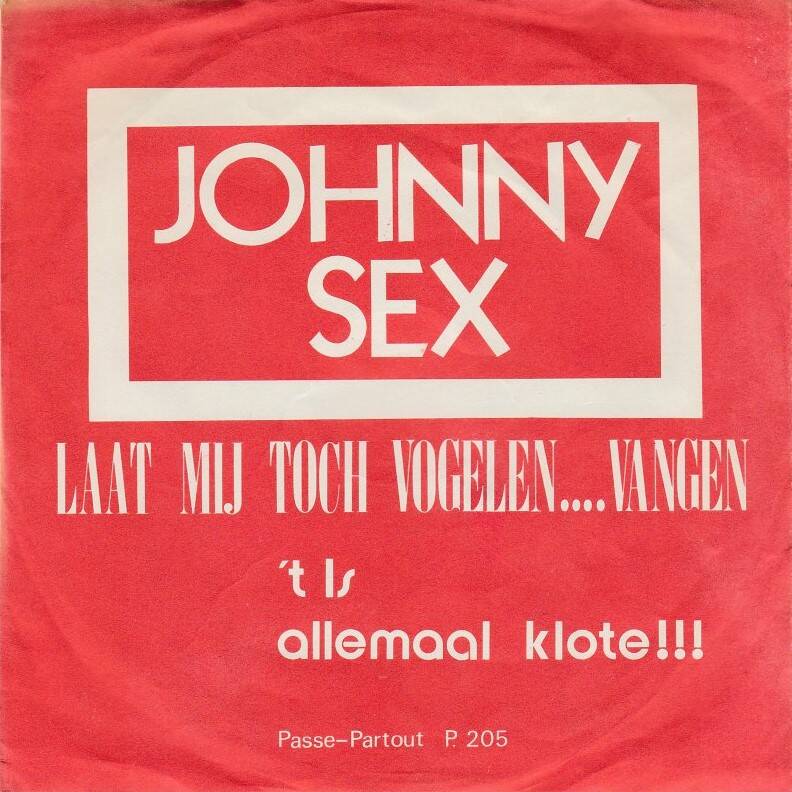 JOHNNY
SEX
LAAT MIJ TOCH VOGELEN....VANGEN
't Is
allemaal klote!!!
Passe-Partout P. 205